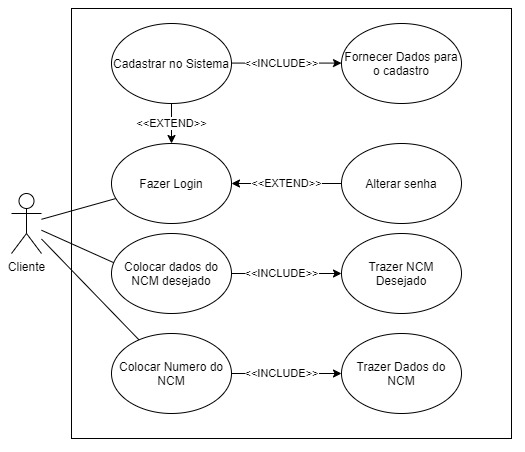 Cadastrar no Sistema
<<INCLUDE>>
Fornecer Dados para
o cadastro
<<EXTEND>>
Fazer Login
<<EXTEND>>
Alterar senha
Cliente
Colocar dados do
NCM desejado
<<INCLUDE>>
Trazer NCM
Desejado
Colocar Numero do
NCM
<<INCLUDE>>
Trazer Dados do
NCM